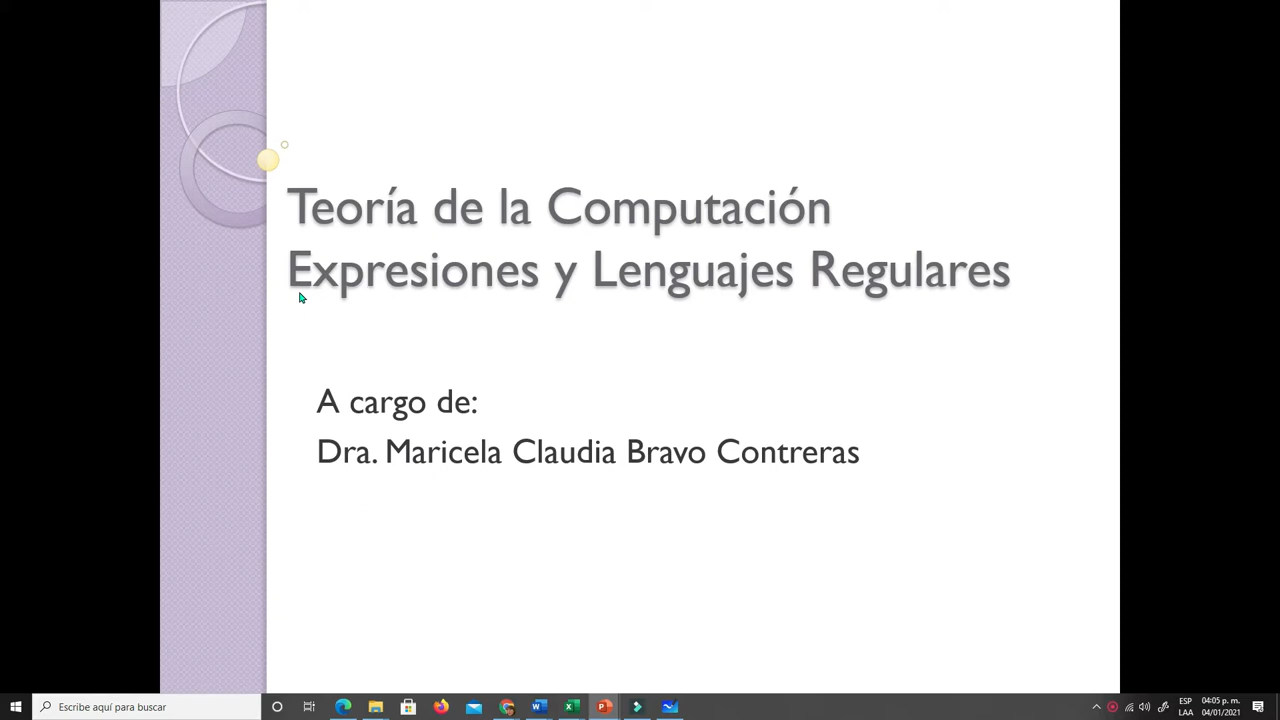 Teoría de la Computación
Expresiones y Lenguajes Regulares
A cargo de:
Dra. Maricela Claudia Bravo Contreras
Escribe aquí para buscar
ESP
LAA
04:05 p. m.
04/01/2021